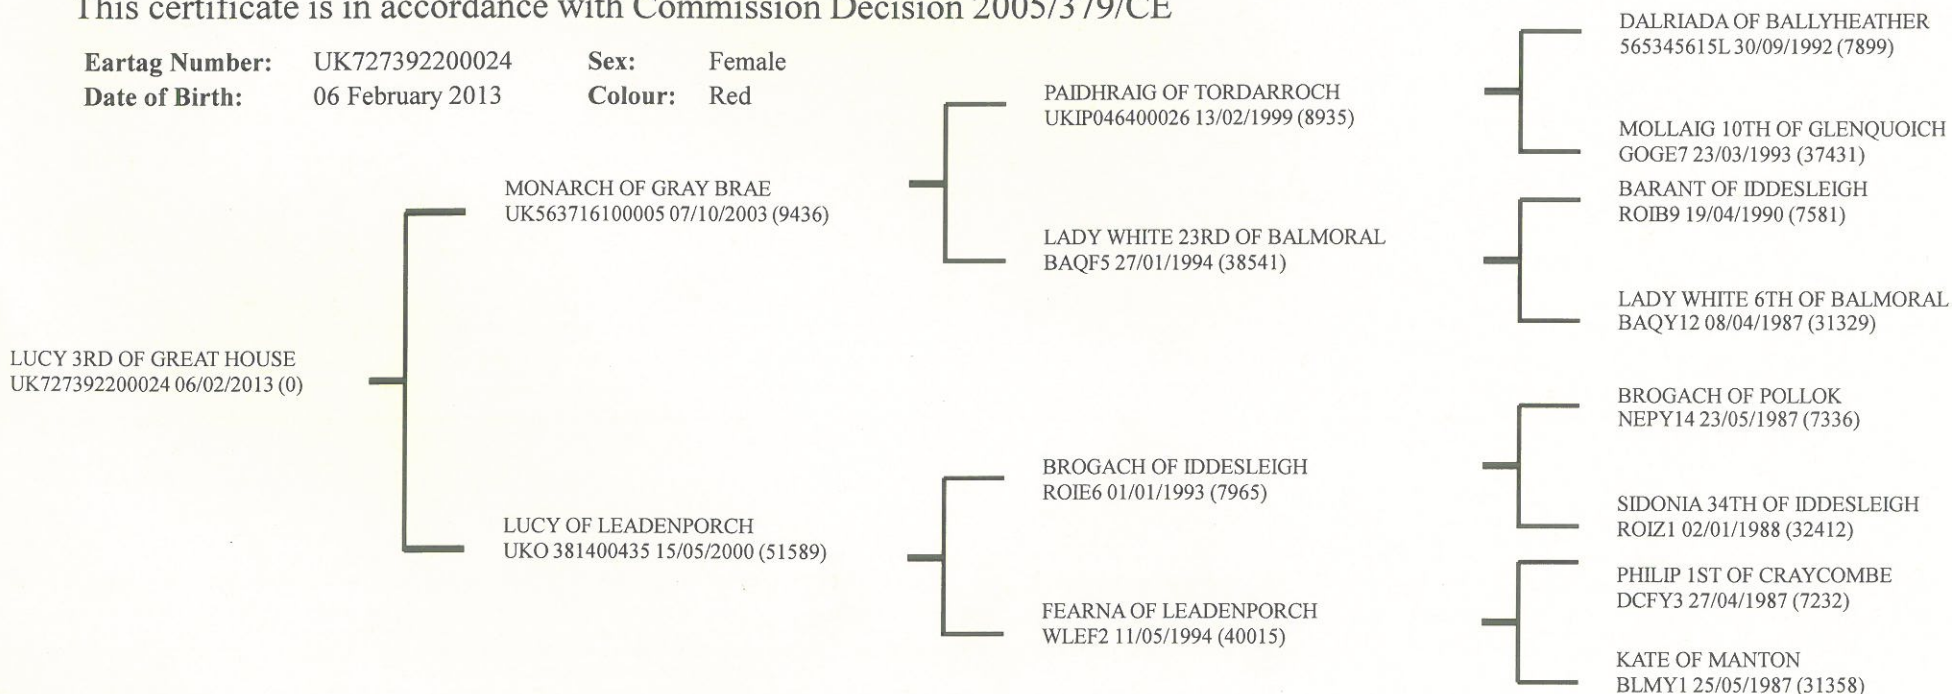 This certificate is in accordance with Commission Decision 2005/379/CE
Eartag Number: UK727392200024 Sex: Female
Date of Birth: 06 February 2013 Colour: Red
LUCY 3RD OF GREAT HOUSE
UK727392200024 06/02/2013 (0)
MONARCH OF GRAY BRAE
UK563716100005 07/10/2003 (9436)
LUCY OF LEADENPORCH
UKO 381400435 15/05/2000 (51589)
PAIDHRAIG OF TORDARROCH
UKIP046400026 13/02/1999 (8935)
LADY WHITE 23RD OF BALMORAL
BAQF5 27/01/1994 (38541)
BROGACH OF IDDESLEIGH
ROIE6 01/01/1993 (7965)
FEARNA OF LEADENPORCH
WLEF2 11/05/1994 (40015)
DALRIADA OF BALLYHEATHER
565345615L 30/09/1992 (7899)
MOLLAIG 10TH OF GLENQUOICH
GOGE7 23/03/1993 (37431)
BARANT OF IDDESLEIGH
ROIB9 19/04/1990 (7581)
LADY WHITE 6TH OF BALMORAL
BAQY12 08/04/1987 (31329)
BROGACH OF POLLOK
NEPY14 23/05/1987 (7336)
SIDONIA 34TH OF IDDESLEIGH
ROIZ1 02/01/1988 (32412)
PHILIP 1ST OF CRAYCOMBE
DCFY3 27/04/1987 (7232)
KATE OF MANTON
BLMY1 25/05/1987 (31358)